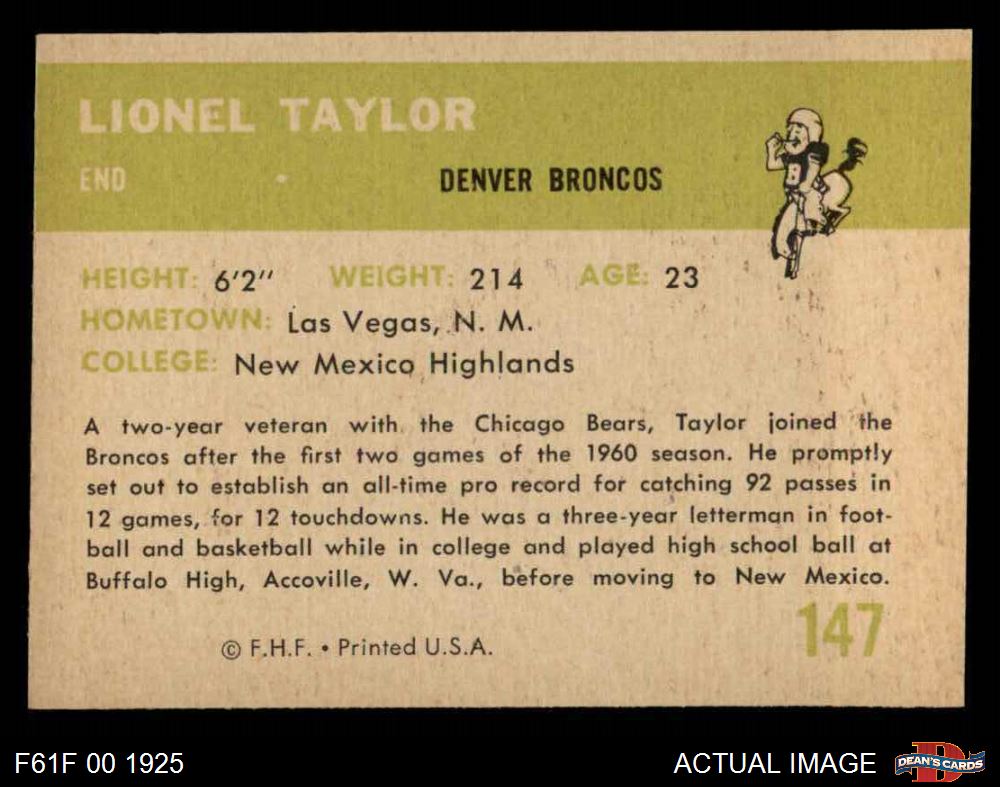 LIONEL TAYLOR
END DENVER BRONCOS
8
HEIGHT: 6'2" WEIGHT: 214 AGE: 23
HOMETOWN: Las Vegas, N. M.
COLLEGE: New Mexico Highlands
A two-year veteran with the Chicago Bears, Taylor joined the
Broncos after the first two games of the 1960 season. He promptly
set out to establish an all-time pro record for catching 92 passes in
12 games, for 12 touchdowns. He was a three-year letterman in foot-
ball and basketball while in college and played high school ball at
Buffalo High, Accoville, W. Va., before moving to New Mexico.
147
© F.H.F. • Printed U.S.A.
F61F 00 1925 ACTUAL IMAGE D DEAN'S CARDS